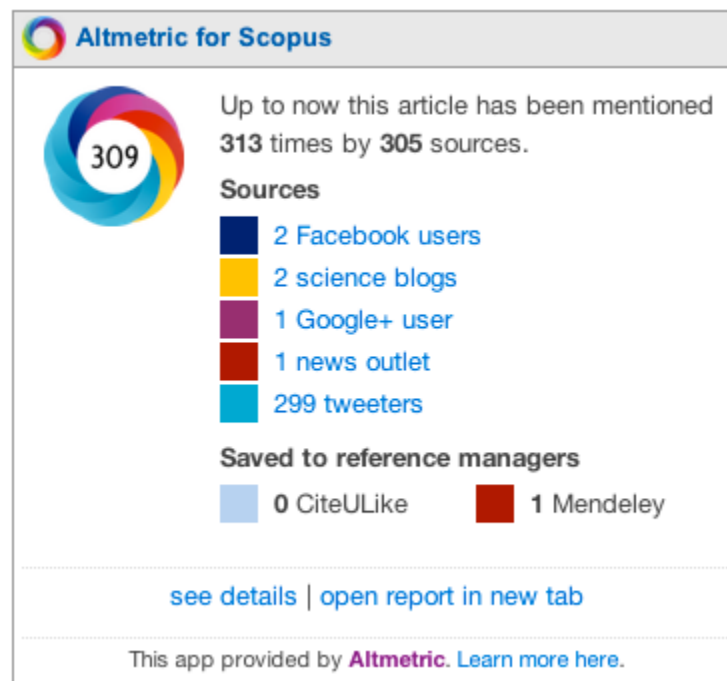 Altmetric for Scopus
309
Up to now this article has been mentioned
313 times by 305 sources.
Sources
2 Facebook users
2 science blogs
1 Google+ user
1 news outlet
299 tweeters
Saved to reference managers
0 CiteULike 1 Mendeley
see details | open report in new tab
This app provided by Altmetric. Learn more here.